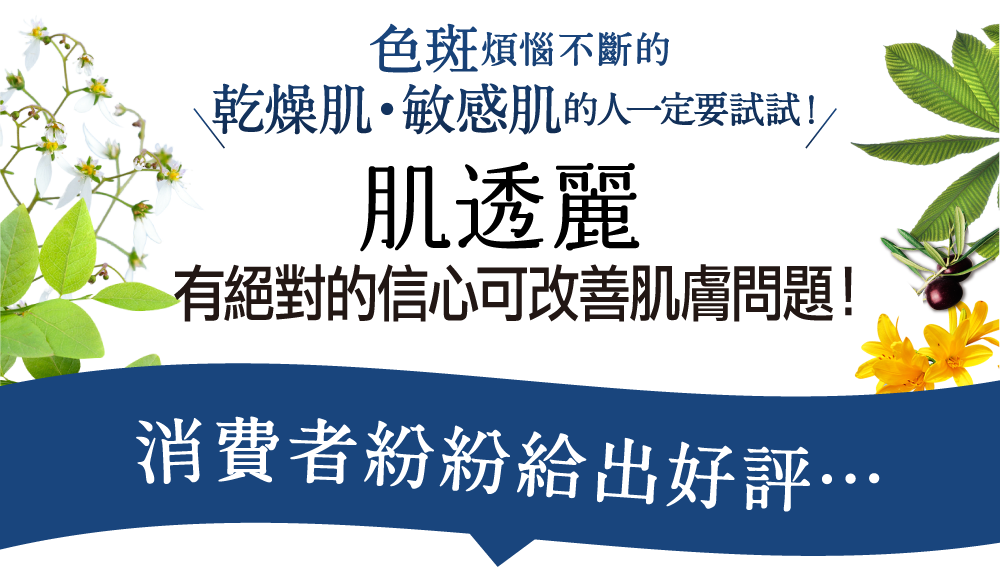 色斑煩惱不斷的
乾燥肌・敏感肌的人一定要試試！
肌透麗
有絕對的信心可改善肌膚問題！
消費者紛紛給出好評…